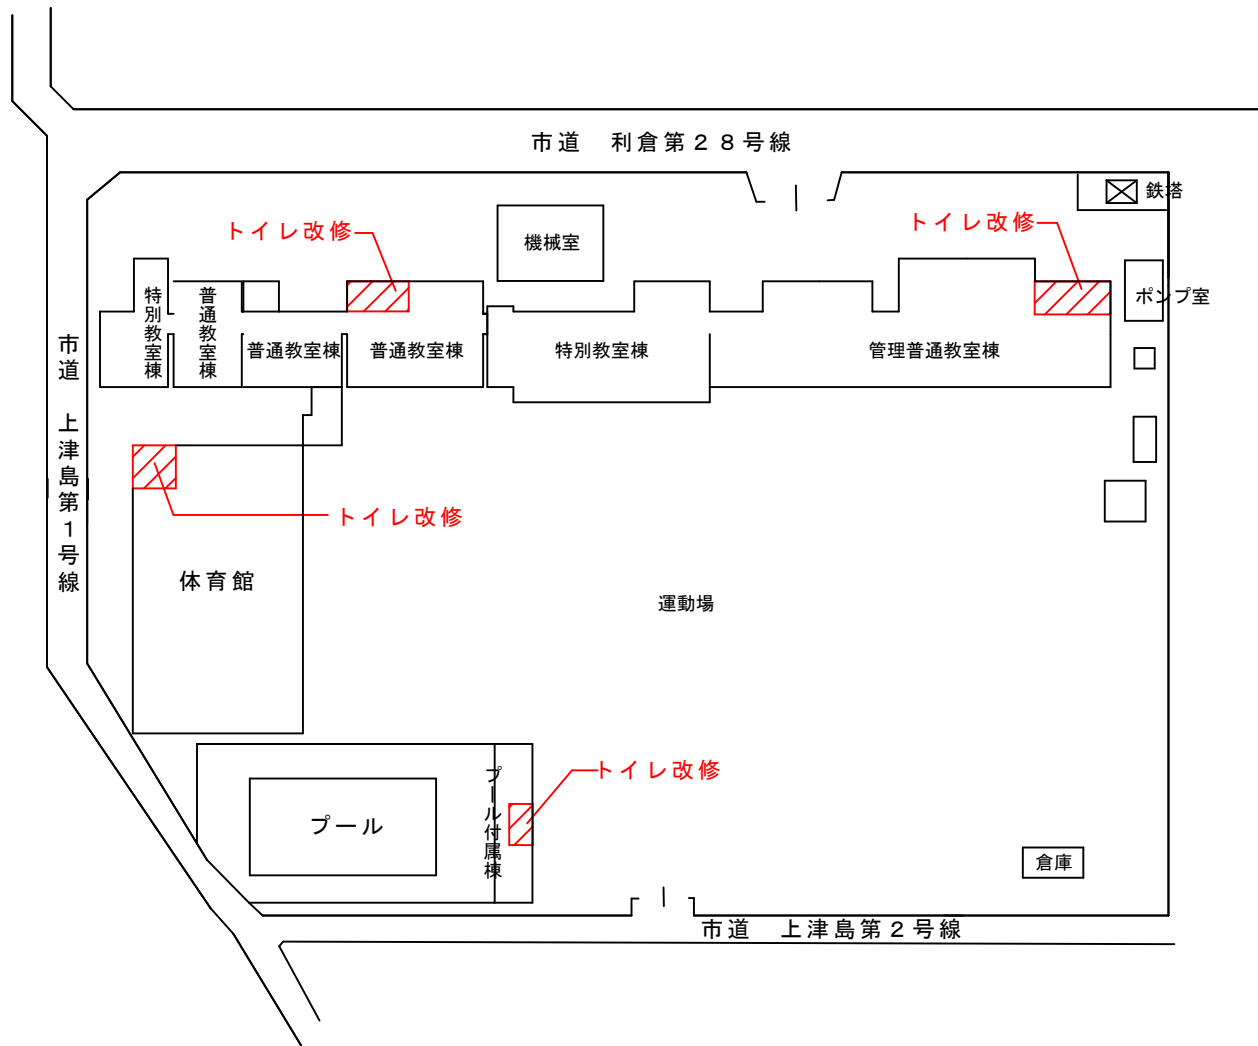 市道　利倉第２８号線
鉄塔
トイレ改修
トイレ改修
機械室
ポンプ室
特別教室棟
普通教室棟
普通教室棟
普通教室棟
特別教室棟
管理普通教室棟
市道　上津島第１号線
トイレ改修
体育館
運動場
トイレ改修
プール
プール付属棟
倉庫
市道　上津島第２号線